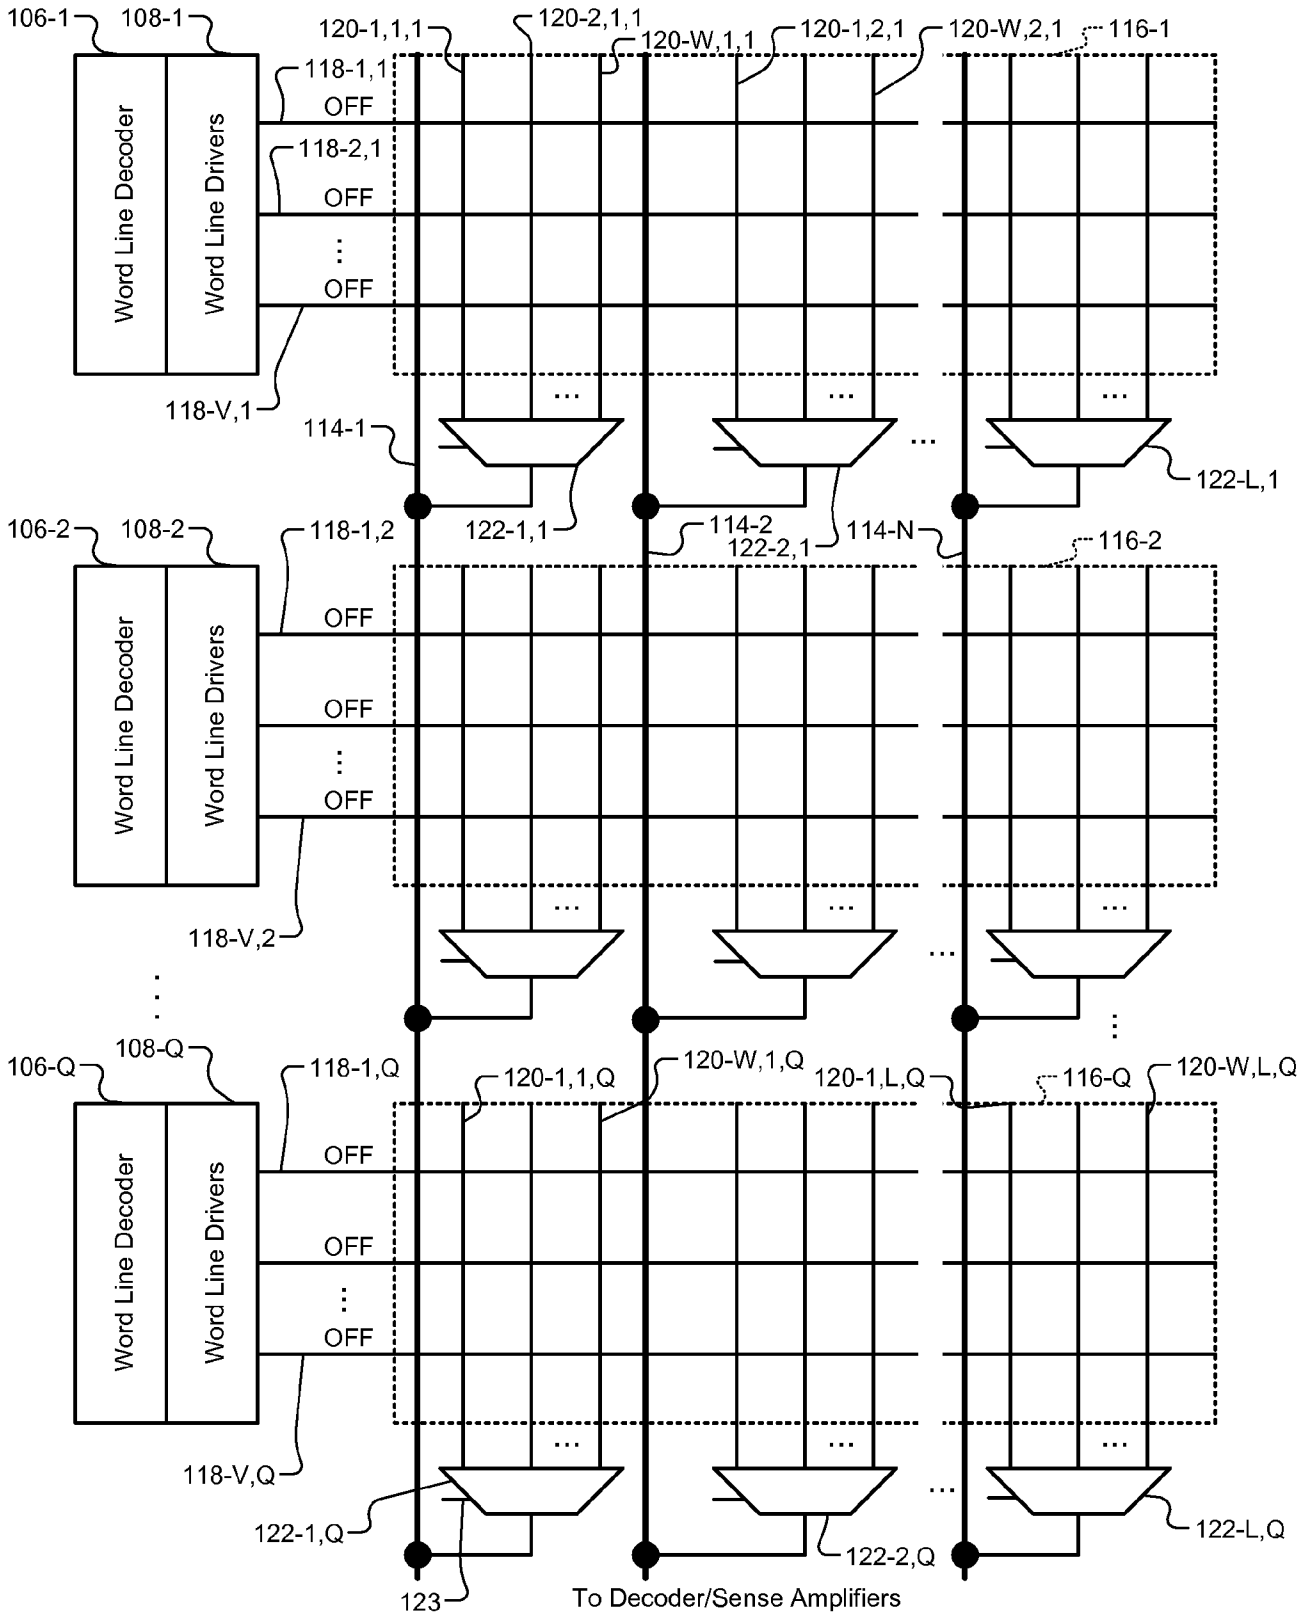 106-1
108-1
120-1,1,1
120-2,1,1
120-W,1,1
120-1,2,1
120-W,2,1
116-1
118-1,1
OFF
118-2,1
OFF
⋮
OFF
Word Line Decoder
Word Line Drivers
118-V,1
...
...
...
114-1
...
122-L,1
122-1,1
114-2
122-2,1
114-N
106-2
108-2
118-1,2
116-2
OFF
OFF
⋮
OFF
Word Line Decoder
Word Line Drivers
118-V,2
...
...
...
...
⋮
⋮
106-Q
108-Q
118-1,Q
120-1,1,Q
120-W,1,Q
120-1,L,Q
116-Q
120-W,L,Q
OFF
OFF
⋮
OFF
Word Line Decoder
Word Line Drivers
118-V,Q
...
...
...
...
122-1,Q
122-2,Q
122-L,Q
123
To Decoder/Sense Amplifiers